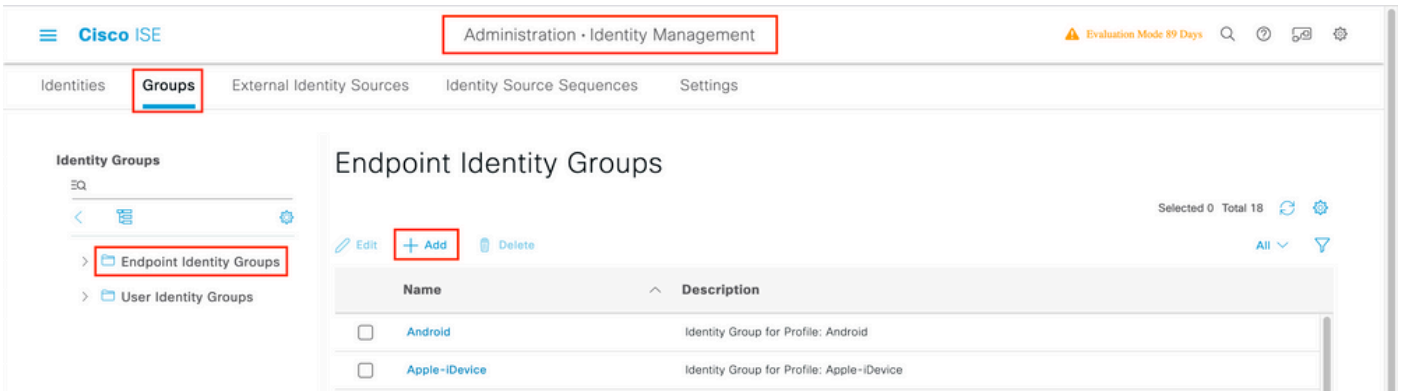 Cisco ISE
Administration · Identity Management
Evaluation Mode 89 Days
Identities Groups External Identity Sources Identity Source Sequences Settings
Identity Groups
Endpoint Identity Groups
User Identity Groups
Endpoint Identity Groups
Selected 0 Total 18
Edit Add Delete All
Name Description
Android Identity Group for Profile: Android
Apple-iDevice Identity Group for Profile: Apple-iDevice